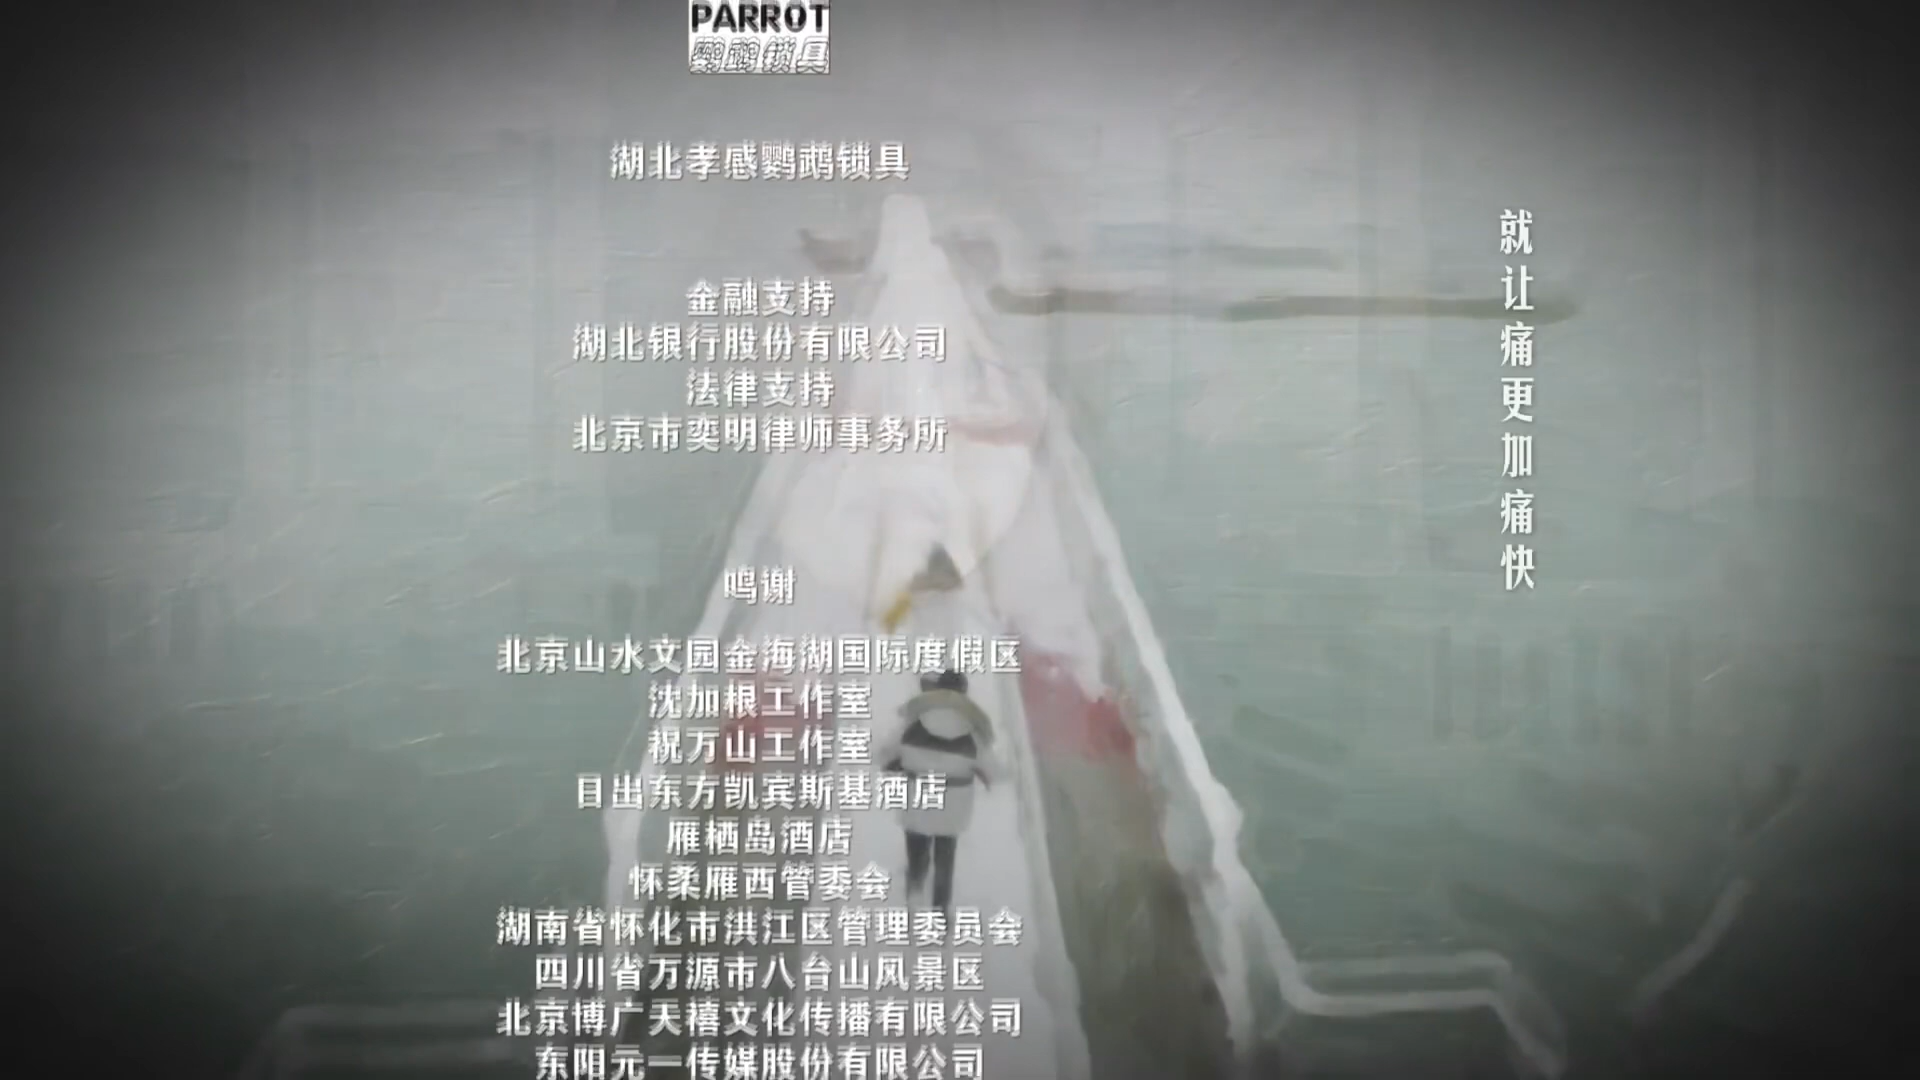 PARROT
鹦鹉锁具
湖北孝感鹦鹉锁具
金融支持
湖北银行股份有限公司
法律支持
北京市奕明律师事务所
鸣谢
北京山水文园金海湖国际度假区
沈加根工作室
祝万山工作室
日出东方凯宾斯基酒店
雁栖岛酒店
怀柔雁西管委会
湖南省怀化市洪江区管理委员会
四川省万源市八台山风景区
北京博广天禧文化传播有限公司
东阳元一传媒股份有限公司
就让痛更加痛快